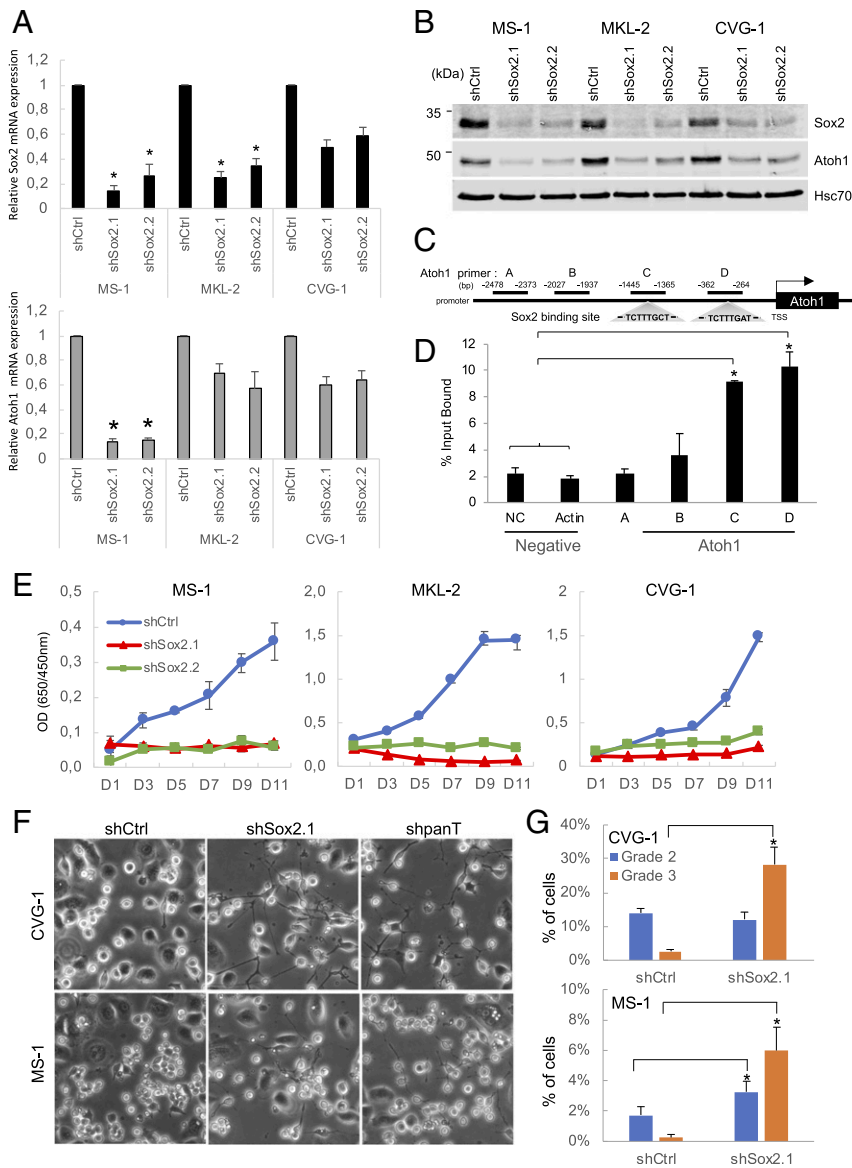 A
Relative Sox2 mRNA expression
1
0,8
0,6
0,4
0,2
0
* * * *
shCtrl shSox2.1 shSox2.2 shCtrl shSox2.1 shSox2.2 shCtrl shSox2.1 shSox2.2
MS-1 MKL-2 CVG-1
Relative Atoh1 mRNA expression
1
0,8
0,6
0,4
0,2
0
* *
shCtrl shSox2.1 shSox2.2 shCtrl shSox2.1 shSox2.2 shCtrl shSox2.1 shSox2.2
MS-1 MKL-2 CVG-1
B
MS-1 MKL-2 CVG-1
(kDa) shCtrl shSox2.1 shSox2.2 shCtrl shSox2.1 shSox2.2 shCtrl shSox2.1 shSox2.2
35
Sox2
50
Atoh1
Hsc70
C
Atoh1 primer : A B C D
(bp) -2478 -2373 -2027 -1937 -1445 -1365 -362 -264
promoter
Atoh1
Sox2 binding site TCTTTGCT TCTTTGAT TSS
D
% Input Bound
12
10
8
6
4
2
0
* *
NC Actin A B C D
Negative Atoh1
E
MS-1
OD (650/450nm)
0,5
0,4
0,3
0,2
0,1
0,0
shCtrl
shSox2.1
shSox2.2
D1 D3 D5 D7 D9 D11
MKL-2
2,0
1,5
1,0
0,5
0,0
D1 D3 D5 D7 D9 D11
CVG-1
2
1,5
1
0,5
0
D1 D3 D5 D7 D9 D11
F
shCtrl shSox2.1 shpanT
CVG-1
MS-1
G
CVG-1
Grade 2
Grade 3
% of cells
40%
30%
20%
10%
0%
*
shCtrl shSox2.1
MS-1
% of cells
10%
8%
6%
4%
2%
0%
* *
shCtrl shSox2.1